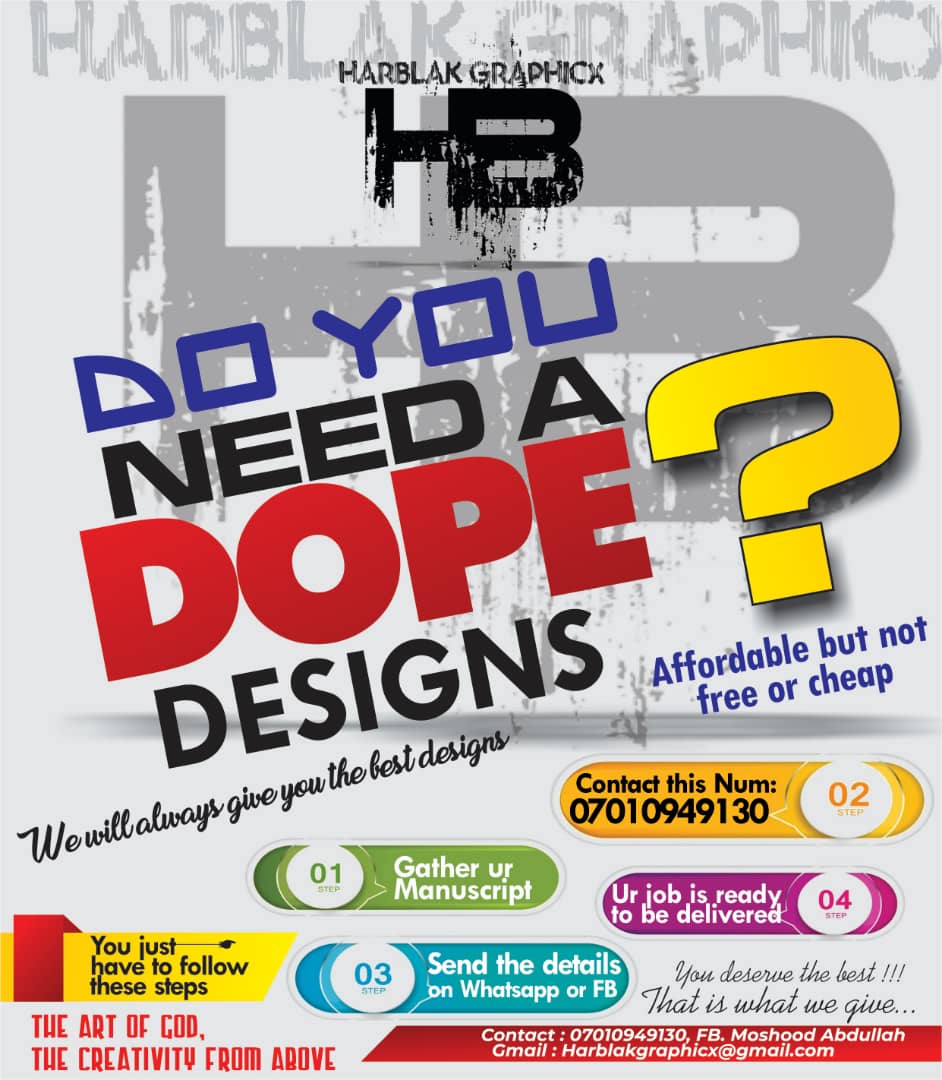 HARBLAK GRAPHIC
HARBLAK GRAPHICX
HB
HB
DO YOU
NEED A
DOPE
DESIGNS
?
Affordable but not
free or cheap
We will always give you the best designs
Contact this Num:
07010949130
02
STEP
01
STEP
Gather ur
Manuscript
Ur job is ready
to be delivered
04
STEP
You just
have to follow
these steps
03
STEP
Send the details
on Whatsapp or FB
You deserve the best !!!
That is what we give...
THE ART OF GOD,
THE CREATIVITY FROM ABOVE
Contact : 07010949130, FB. Moshood Abdullah
Gmail : Harblakgraphicx@gmail.com